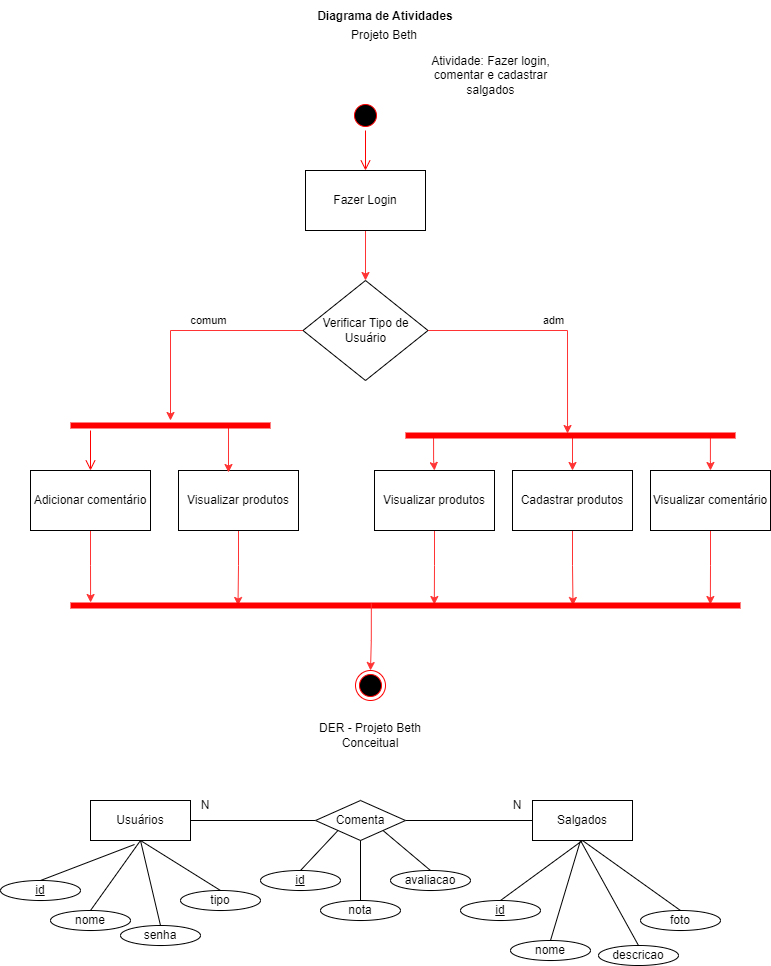 Diagrama de Atividades
Projeto Beth
Atividade: Fazer login,
comentar e cadastrar
salgados
Fazer Login
Verificar Tipo de
Usuário
comum
adm
Adicionar comentário
Visualizar produtos
Visualizar produtos
Cadastrar produtos
Visualizar comentário
DER - Projeto Beth
Conceitual
Usuários
N
Comenta
N
Salgados
id
nome
senha
tipo
id
nota
avaliacao
id
nome
descricao
foto